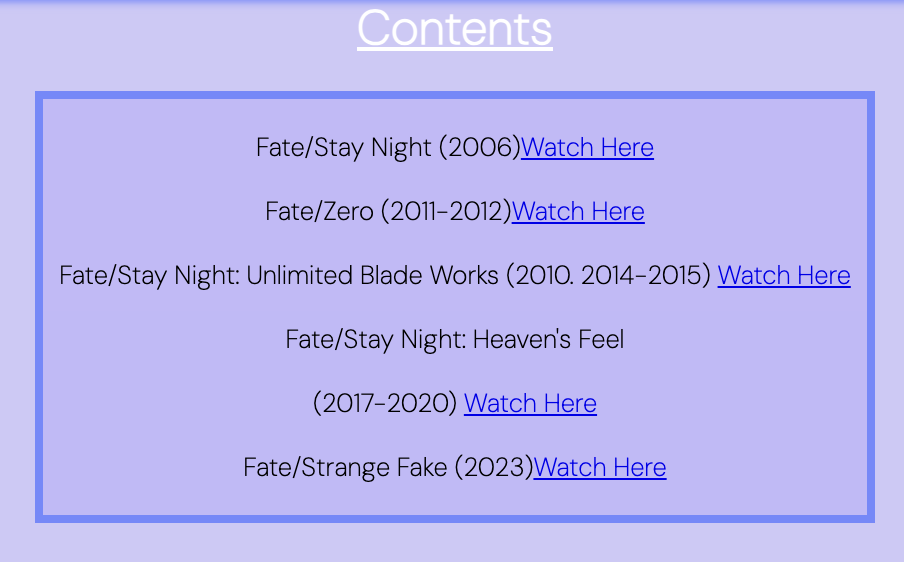 Contents
Fate/Stay Night (2006)Watch Here
Fate/Zero (2011-2012)Watch Here
Fate/Stay Night: Unlimited Blade Works (2010. 2014-2015) Watch Here
Fate/Stay Night: Heaven's Feel
(2017-2020) Watch Here
Fate/Strange Fake (2023)Watch Here